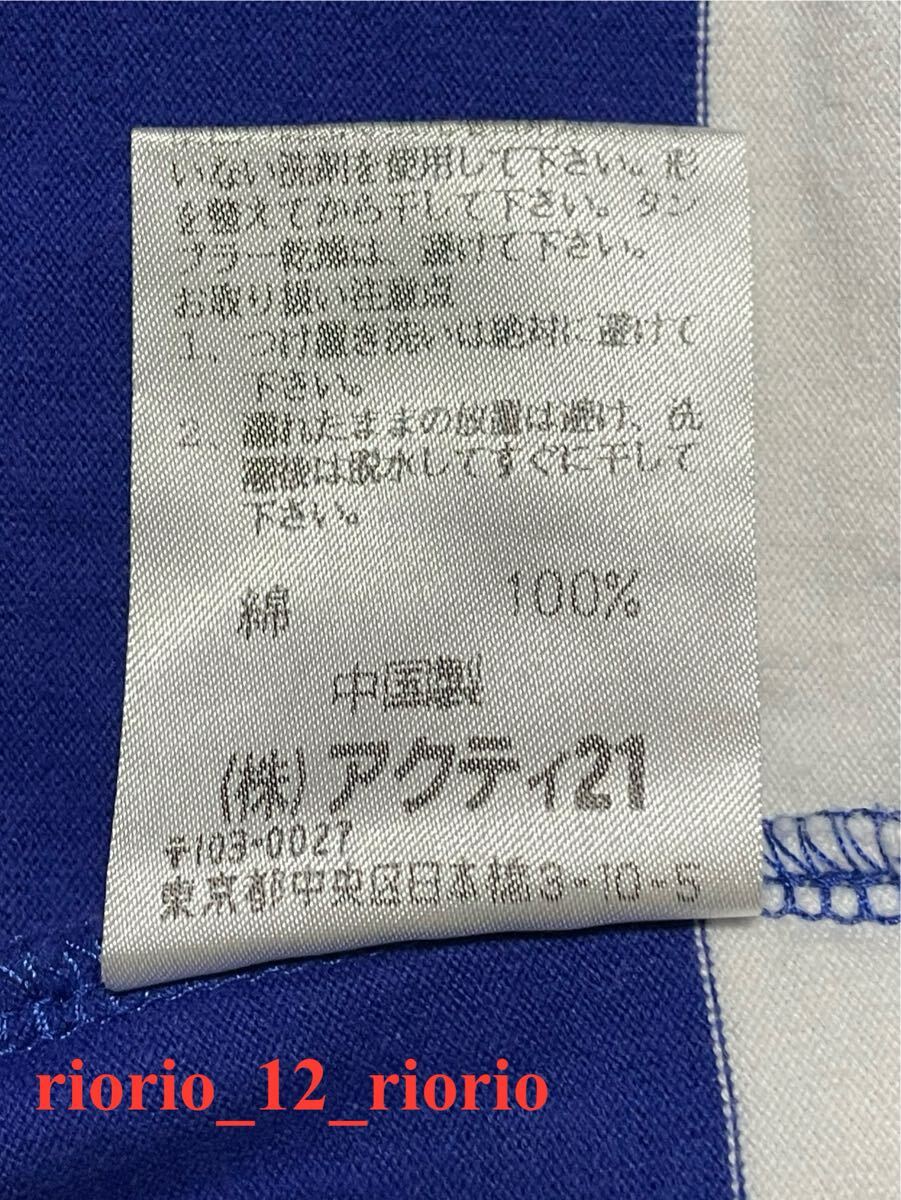 いない洗剤を使用して下さい。形
を整えてから干して下さい。タン
ブラー乾燥は、避けて下さい。
お取り扱い注意点
1、つけ置き洗いは絶対に避けて
下さい。
2、濡れたままの放置は避け、洗
濯後は脱水してすぐに干して
下さい。
綿 100%
中国製
(株)アクティ21
〒103-0027
東京都中央区日本橋3-10-5
riorio_12_riorio